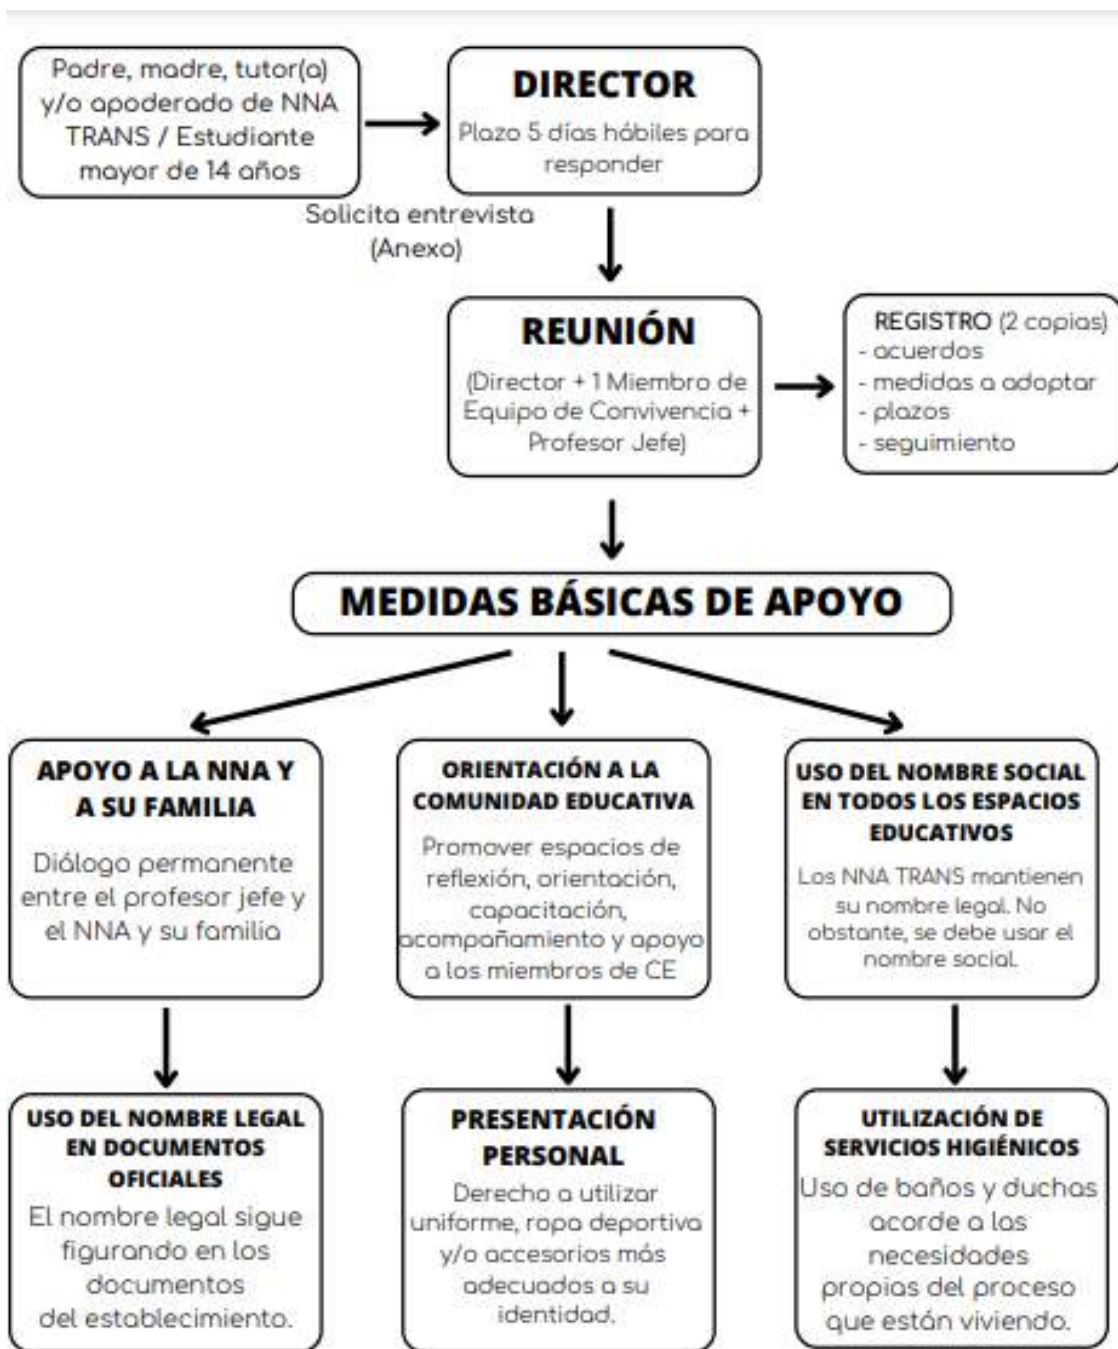 Padre, madre, tutor(a)
y/o apoderado de NNA
TRANS / Estudiante
mayor de 14 años
DIRECTOR
Plazo 5 días hábiles para
responder
Solicita entrevista
(Anexo)
REUNIÓN
(Director + 1 Miembro de
Equipo de Convivencia +
Profesor Jefe)
REGISTRO (2 copias)
- acuerdos
- medidas a adoptar
- plazos
- seguimiento
MEDIDAS BÁSICAS DE APOYO
APOYO A LA NNA Y
A SU FAMILIA
Diálogo permanente
entre el profesor jefe y
el NNA y su familia
ORIENTACIÓN A LA
COMUNIDAD EDUCATIVA
Promover espacios de
reflexión, orientación,
capacitación,
acompañamiento y apoyo
a los miembros de CE
USO DEL NOMBRE SOCIAL
EN TODOS LOS ESPACIOS
EDUCATIVOS
Los NNA TRANS mantienen
su nombre legal. No
obstante, se debe usar el
nombre social.
USO DEL NOMBRE LEGAL
EN DOCUMENTOS
OFICIALES
El nombre legal sigue
figurando en los
documentos
del establecimiento.
PRESENTACIÓN
PERSONAL
Derecho a utilizar
uniforme, ropa deportiva
y/o accesorios más
adecuados a su
identidad.
UTILIZACIÓN DE
SERVICIOS HIGIÉNICOS
Uso de baños y duchas
acorde a las
necesidades
propias del proceso
que están viviendo.